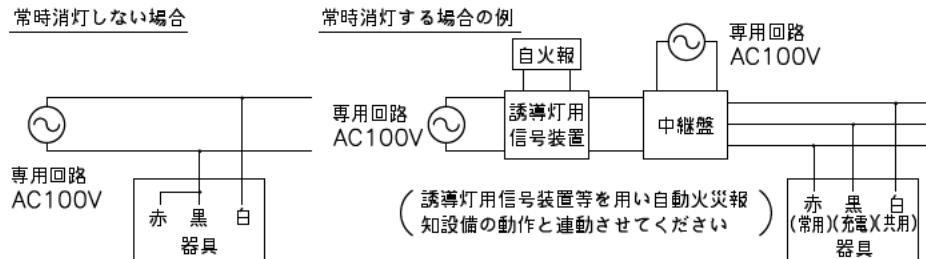 常時消灯しない場合
専用回路
AC100V
赤 黒 白
器具
常時消灯する場合の例
自火報
専用回路
AC100V
誘導灯用
信号装置
専用回路
AC100V
中継盤
(誘導灯用信号装置等を用い自動火災報
知設備の動作と連動させてください)
赤 黒 白
(常用)(充電)(共用)
器具